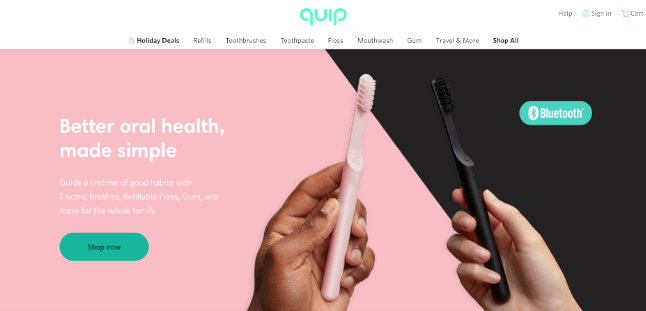 quip
Help Sign in Cart
Holiday Deals Refills Toothbrushes Toothpaste Floss Mouthwash Gum Travel & More Shop All
Better oral health,
made simple
Bluetooth
Guide a lifetime of good habits with
Electric Brushes, Refillable Floss, Gum, and
more for the whole family.
Shop now